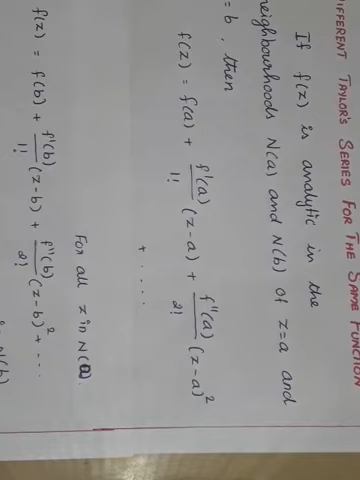 DIFFERENT TAYLOR'S SERIES FOR THE SAME FUNCTION
If f(z) is analytic in the
neighbourhoods N(a) and N(b) of z=a and
= b, then
f(z) = f(a) + f'(a)/1! (z-a) + f''(a)/2! (z-a)²
+ ....
For all z in N(a).
f(z) = f(b) + f'(b)/1! (z-b) + f''(b)/2! (z-b)² + ...
N(b)